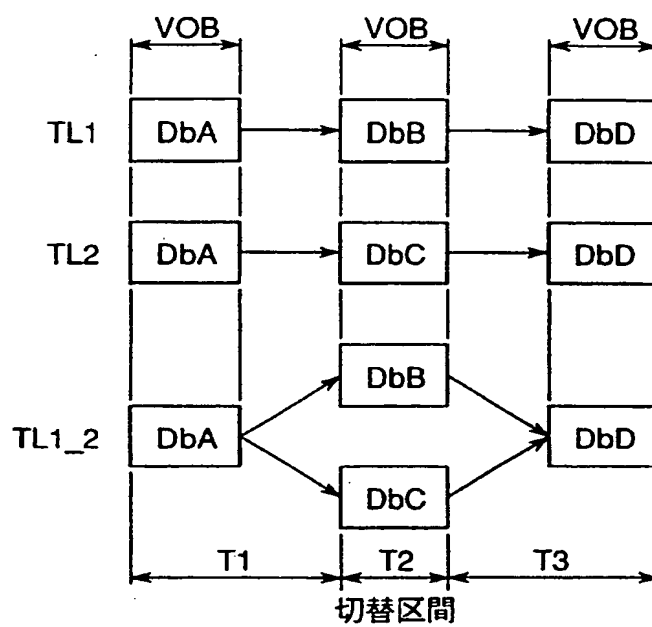 VOB VOB VOB
TL1 DbA DbB DbD
TL2 DbA DbC DbD
DbB
TL1_2 DbA DbD
DbC
T1 T2 T3
切替区間